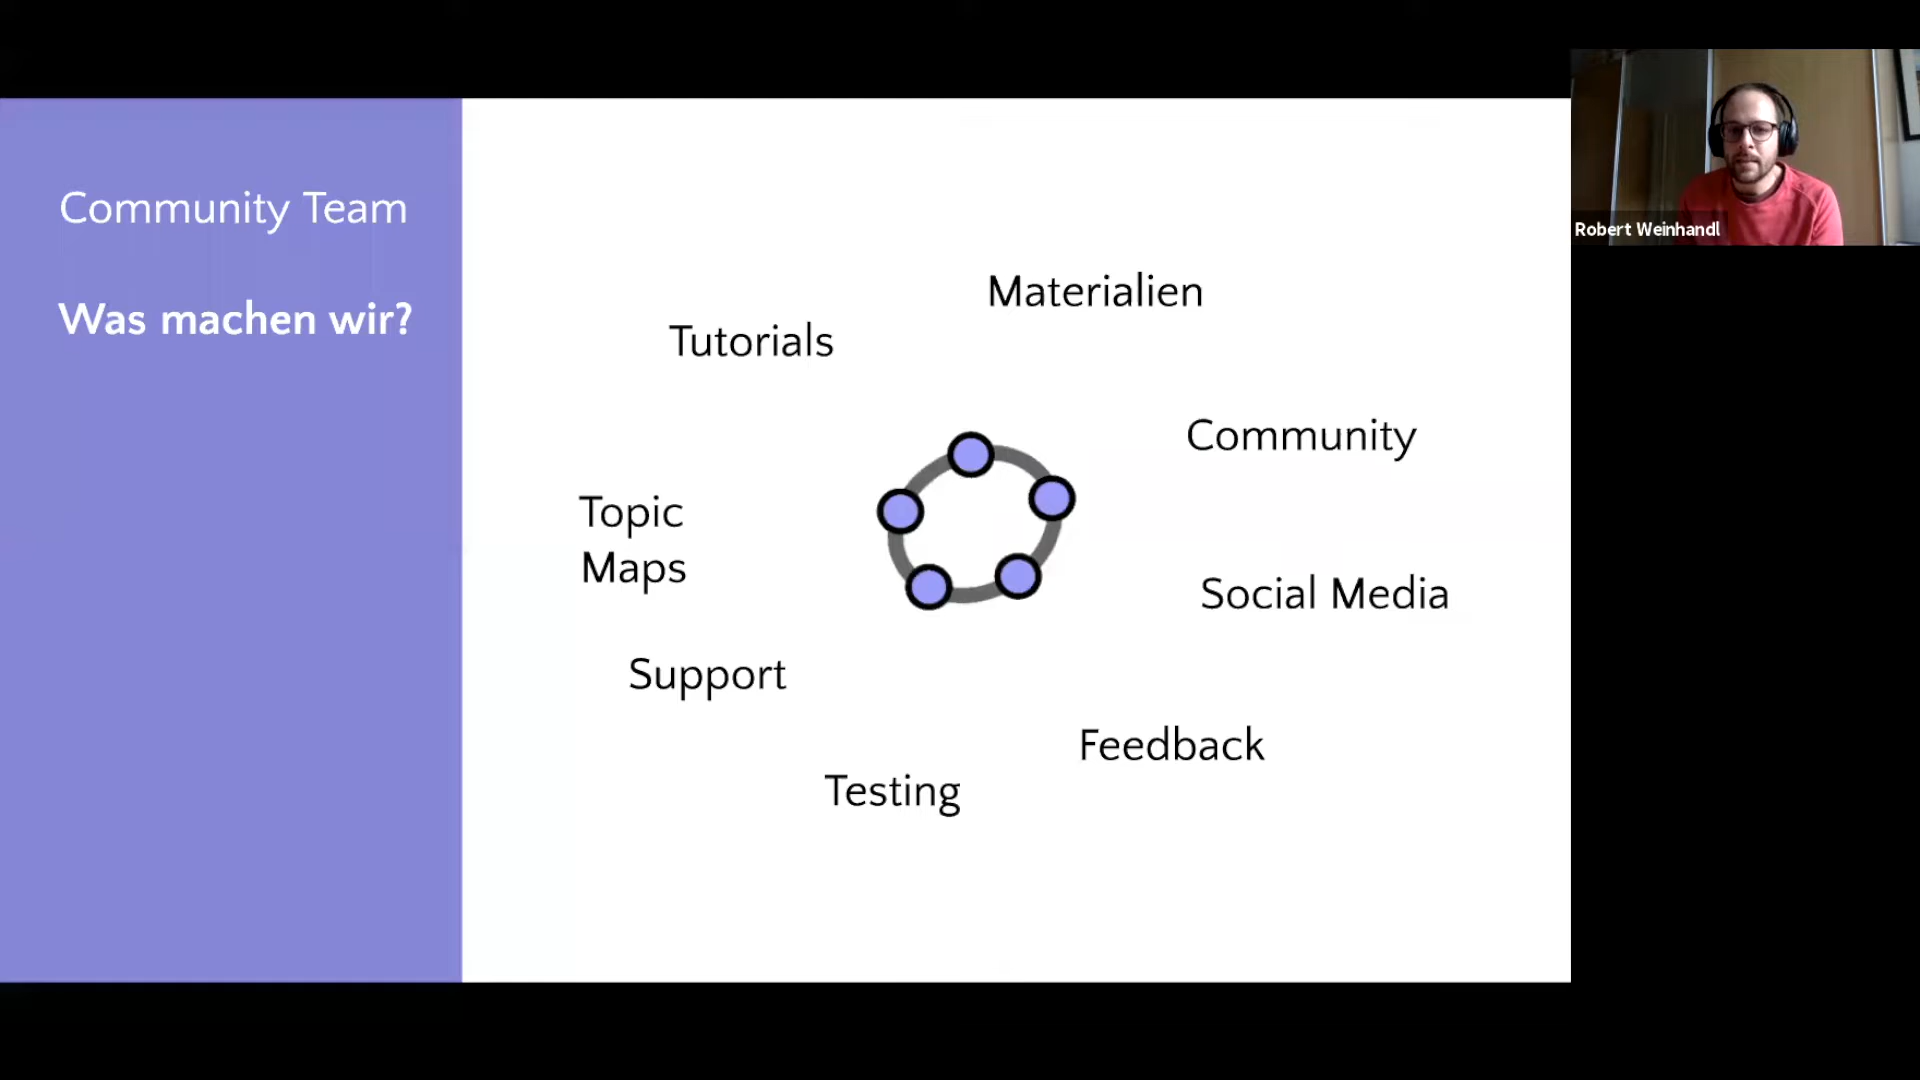 Community Team
Was machen wir?
Materialien
Tutorials
Community
Topic
Maps
Social Media
Support
Feedback
Testing
Robert Weinhandl